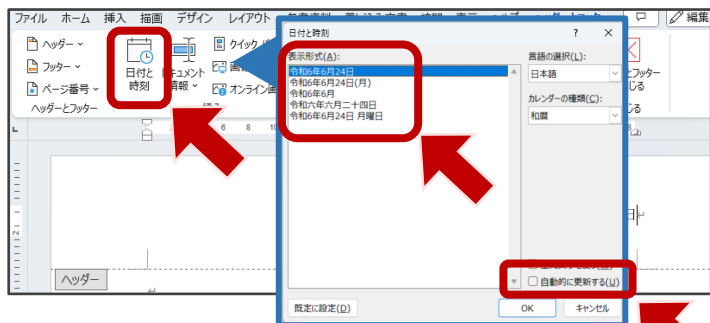 ファイル ホーム 挿入 描画 デザイン レイアウト
編集
ヘッダー
フッター
ページ番号
ヘッダーとフッター
日付と
時刻
ドキュメント
情報
クイック
オンライン画
日付と時刻
? ×
表示形式(A):
令和6年6月24日
令和6年6月24日(月)
令和6年6月
令和六年六月二十四日
令和6年6月24日 月曜日
言語の選択(L):
日本語
カレンダーの種類(C):
和暦
自動的に更新する(U)
既定に設定(D)
OK
キャンセル
6 8 10
2
日
ヘッダー